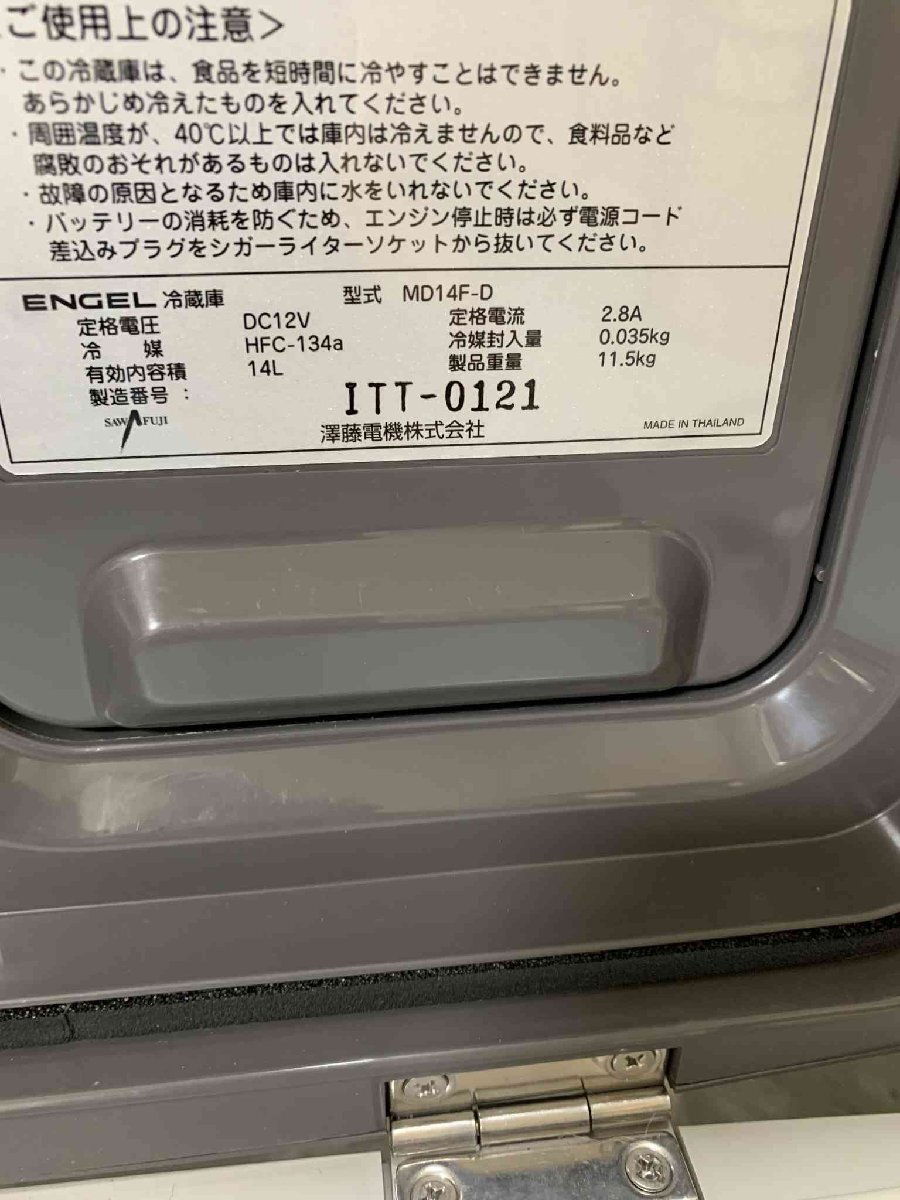 ご使用上の注意>
・この冷蔵庫は、食品を短時間に冷やすことはできません。
あらかじめ冷えたものを入れてください。
・周囲温度が、40℃以上では庫内は冷えませんので、食料品など
腐敗のおそれがあるものは入れないでください。
・故障の原因となるため庫内に水をいれないでください。
・バッテリーの消耗を防ぐため、エンジン停止時は必ず電源コード
差込みプラグをシガーライターソケットから抜いてください。
ENGEL 冷蔵庫 型式 MD14F-D
定格電圧 DC12V 定格電流 2.8A
冷媒 HFC-134a 冷媒封入量 0.035kg
有効内容積 14L 製品重量 11.5kg
製造番号: ITT-0121
SAWAFUJI 澤藤電機株式会社 MADE IN THAILAND